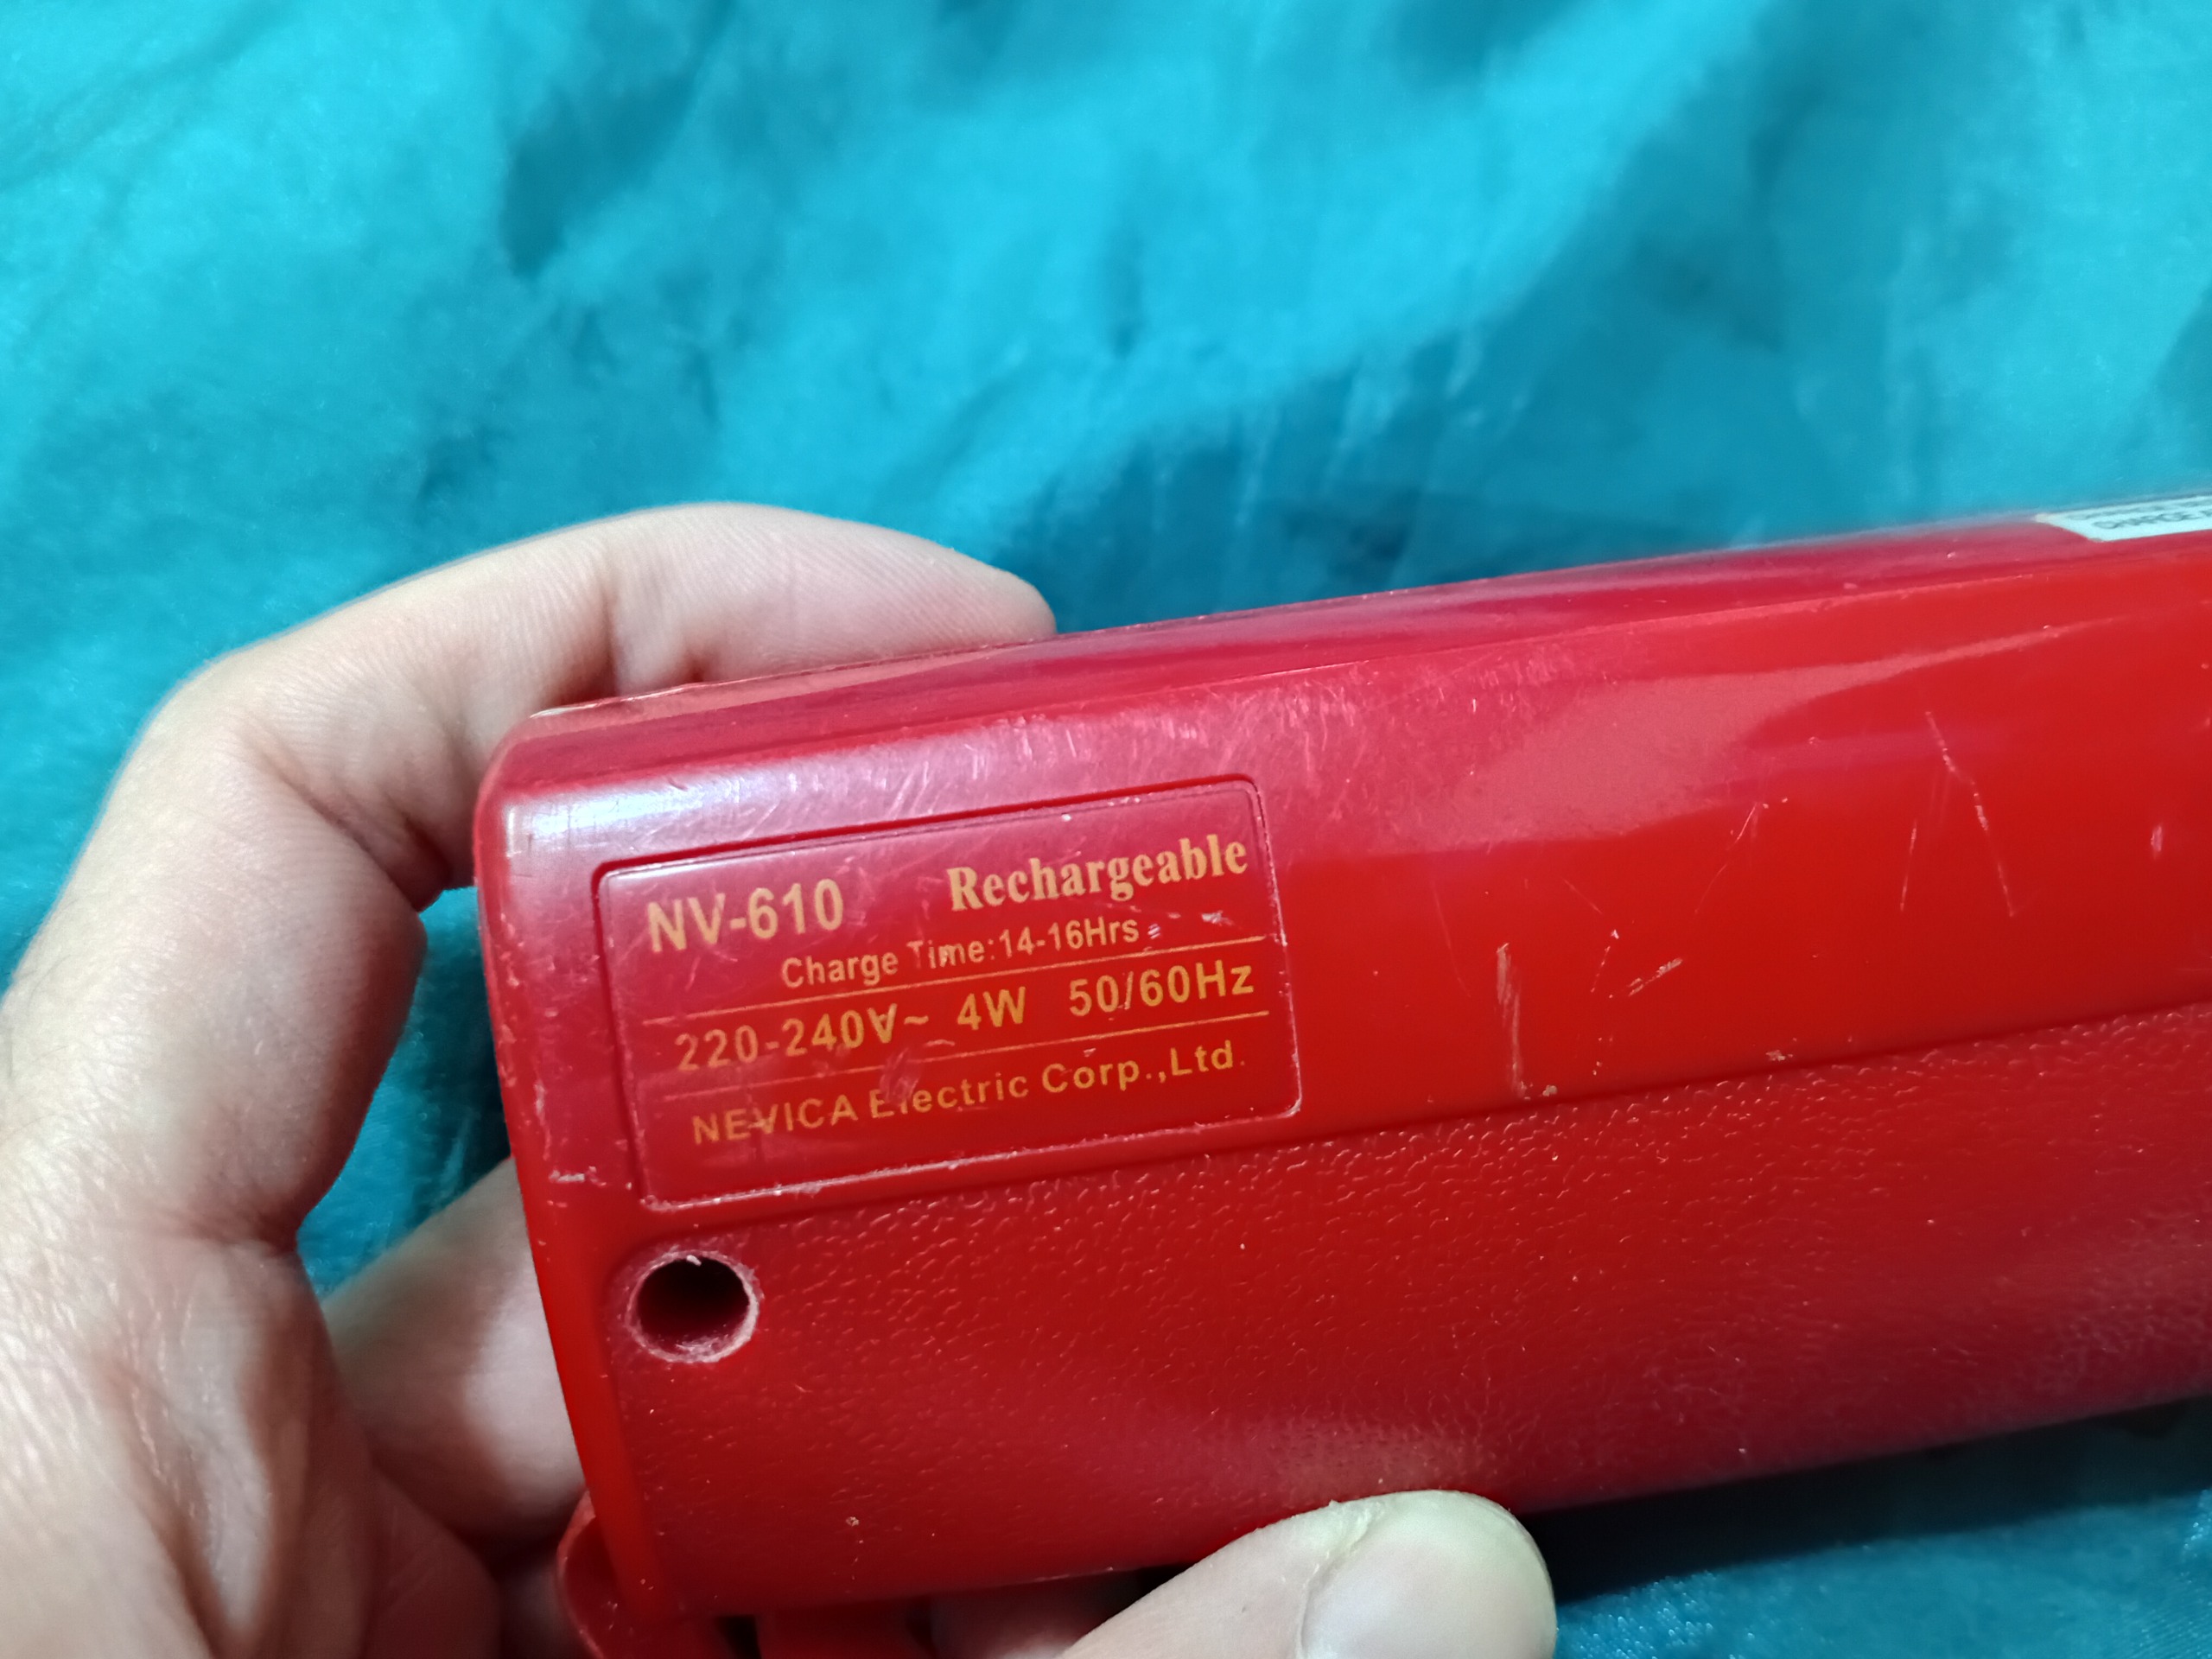 NV-610 Rechargeable
Charge Time:14-16Hrs
220-240V~ 4W 50/60Hz
NEVICA Electric Corp.,Ltd.